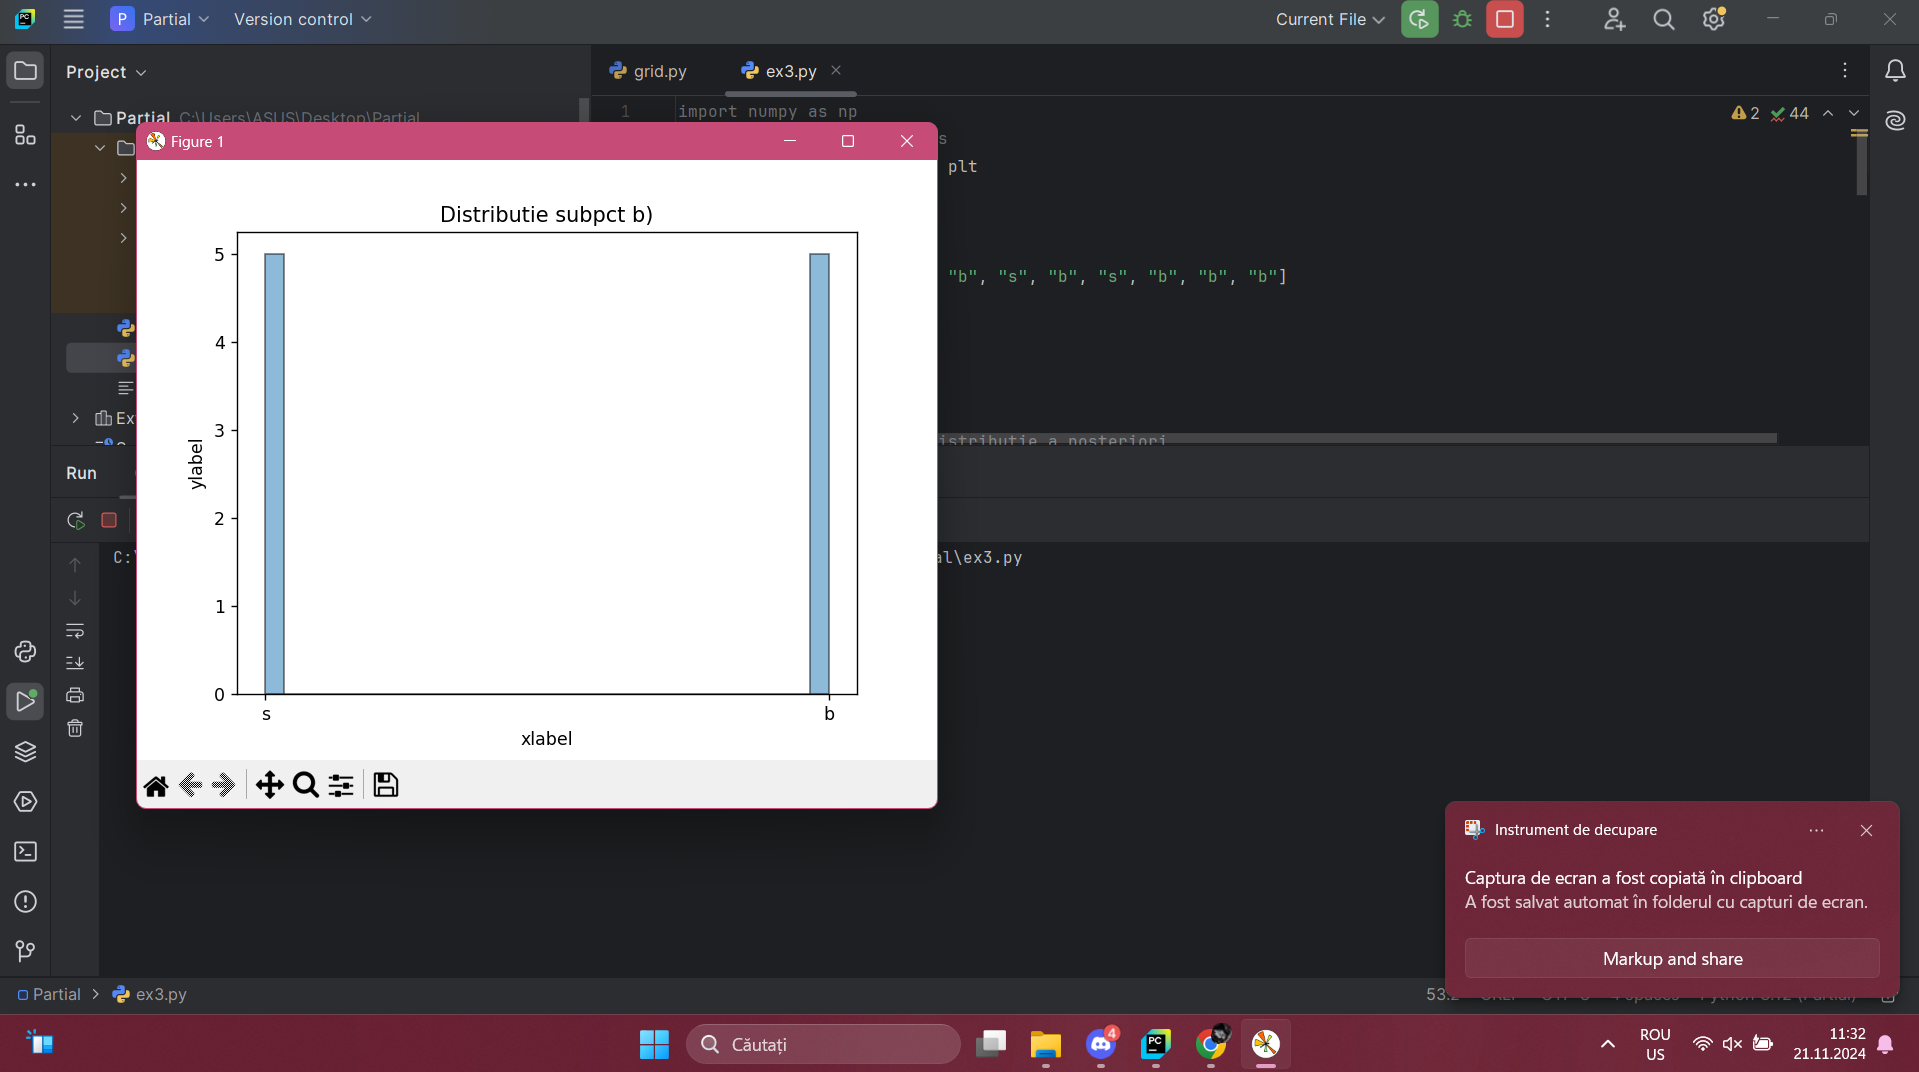 P Partial Version control Current File
Project grid.py ex3.py
Partial C:\Users\ASUS\Desktop\Partial 1 import numpy as np 2 44
Figure 1 s
plt
Distributie subpct b)
5
"b", "s", "b", "s", "b", "b", "b"]
4
3
istributie a posteriori
ylabel
Run
2
C:\ al\ex3.py
1
0
s b
xlabel
Instrument de decupare
Captura de ecran a fost copiată în clipboard
A fost salvat automat în folderul cu capturi de ecran.
Markup and share
Partial > ex3.py
Căutați 4 PC ROU 11:32
US 21.11.2024